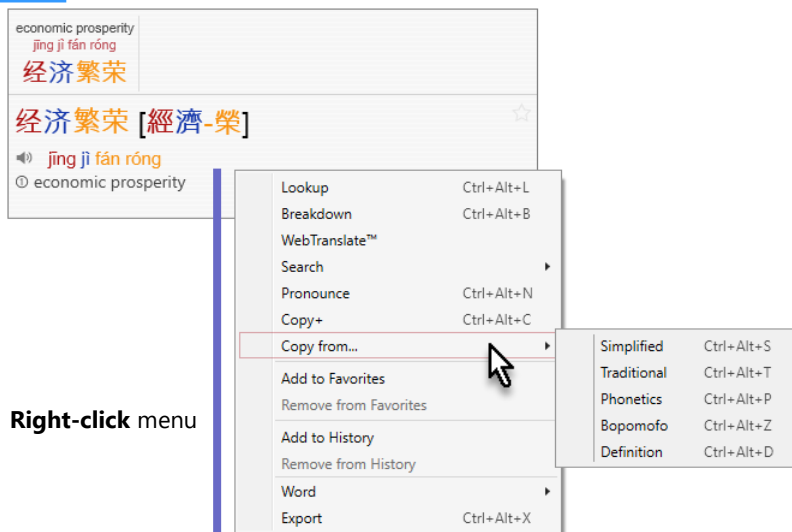 economic prosperity
jīng jì fán róng
经济繁荣
经济繁荣 [經濟-榮]
jīng jì fán róng
① economic prosperity
Lookup Ctrl+Alt+L
Breakdown Ctrl+Alt+B
WebTranslate™
Search
Pronounce Ctrl+Alt+N
Copy+ Ctrl+Alt+C
Copy from...
Simplified Ctrl+Alt+S
Traditional Ctrl+Alt+T
Phonetics Ctrl+Alt+P
Bopomofo Ctrl+Alt+Z
Definition Ctrl+Alt+D
Add to Favorites
Remove from Favorites
Add to History
Remove from History
Word
Export Ctrl+Alt+X
Right-click menu